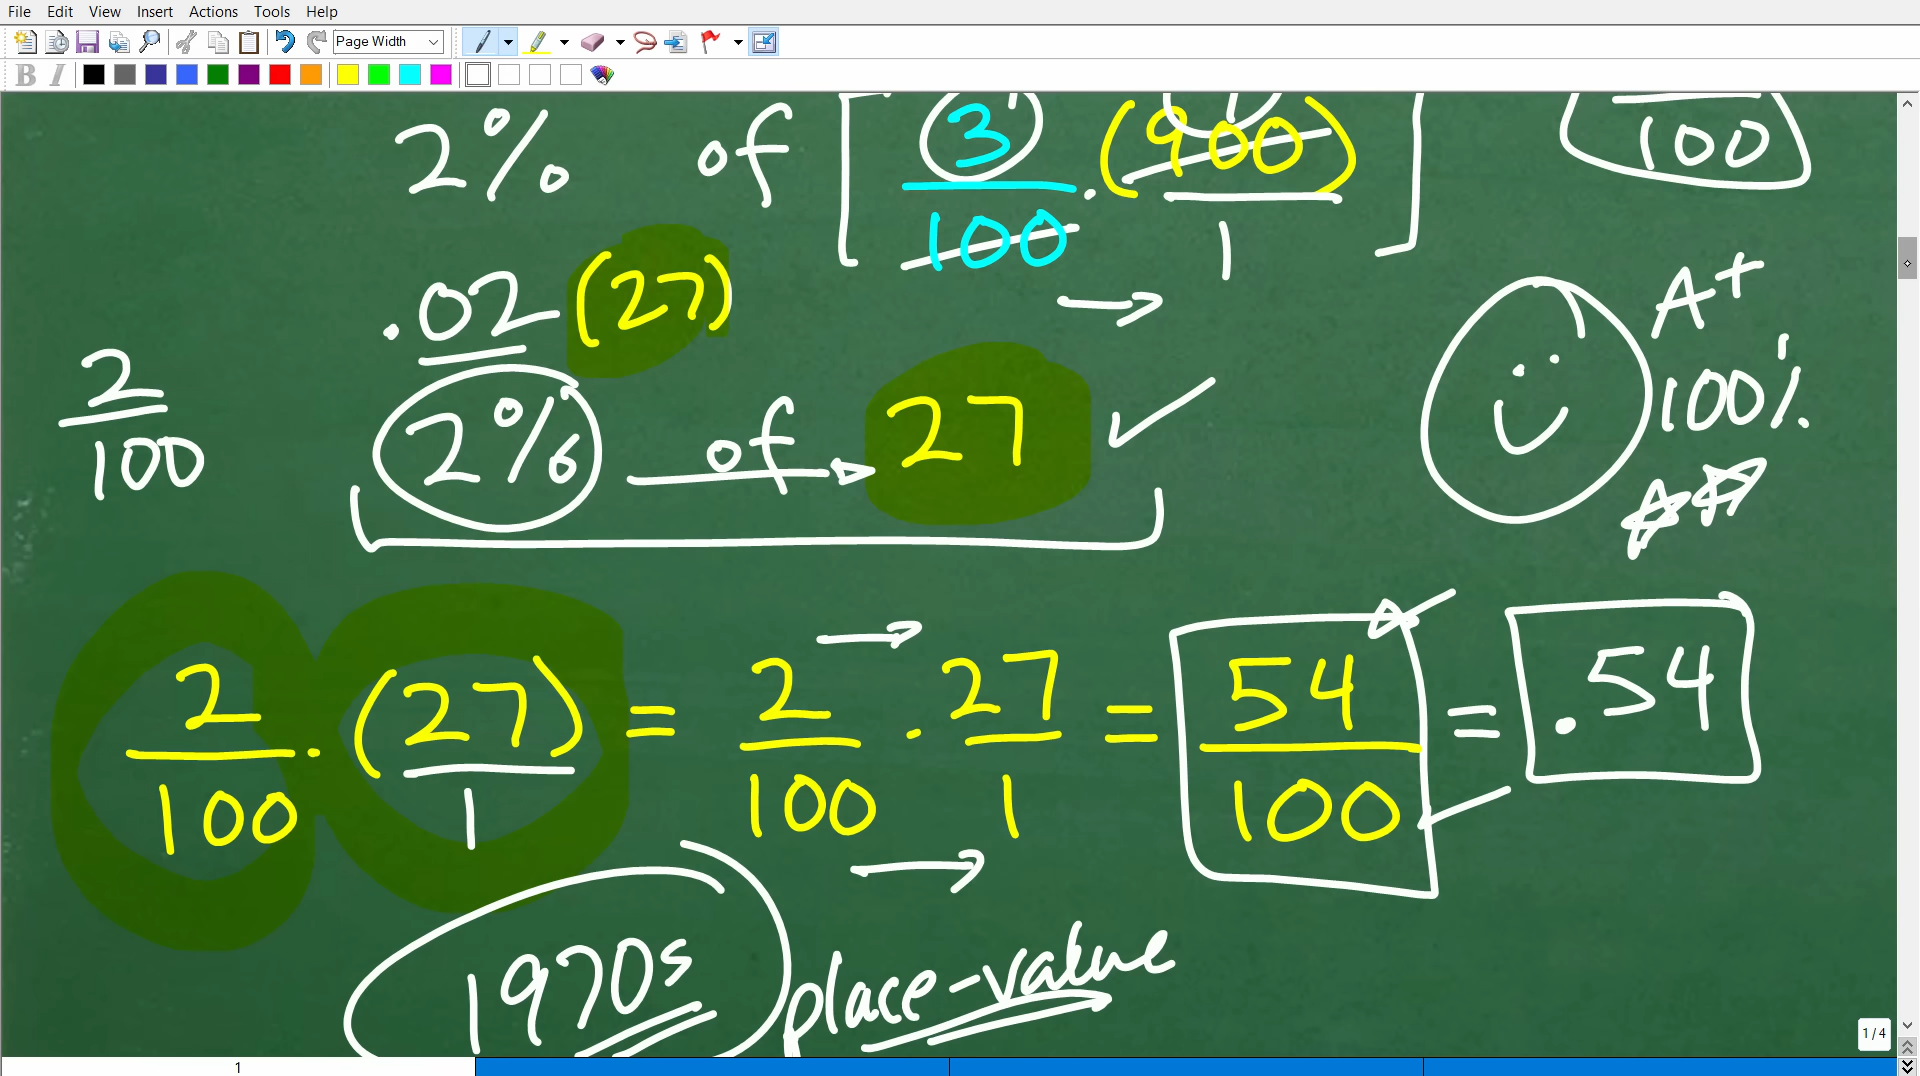 File Edit View Insert Actions Tools Help
Page Width
B I
2% of [ 3/100 · (900)/1 ]
100
.02 (27)
A+
100%
2/100
2% of 27
2/100 · (27)/1 = 2/100 · 27/1 = 54/100 = .54
1970s place-value
1 / 4
1